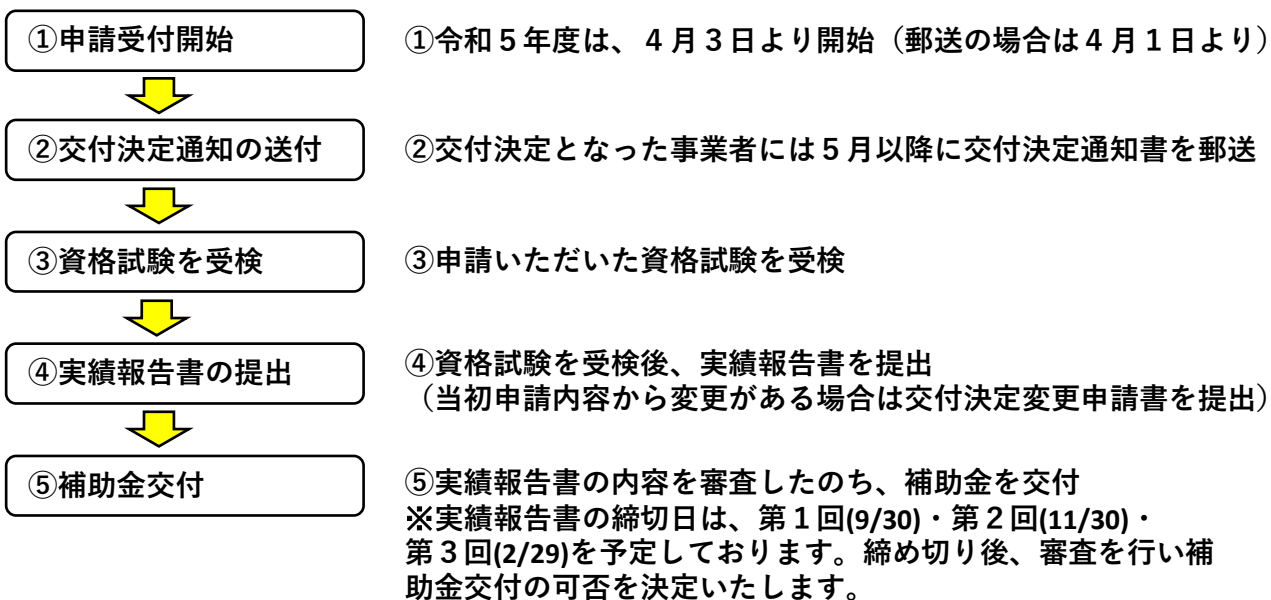 ①申請受付開始
①令和５年度は、４月３日より開始（郵送の場合は４月１日より）
②交付決定通知の送付
②交付決定となった事業者には５月以降に交付決定通知書を郵送
③資格試験を受検
③申請いただいた資格試験を受検
④実績報告書の提出
④資格試験を受検後、実績報告書を提出
（当初申請内容から変更がある場合は交付決定変更申請書を提出）
⑤補助金交付
⑤実績報告書の内容を審査したのち、補助金を交付
※実績報告書の締切日は、第１回(9/30)・第２回(11/30)・
第３回(2/29)を予定しております。締め切り後、審査を行い補
助金交付の可否を決定いたします。